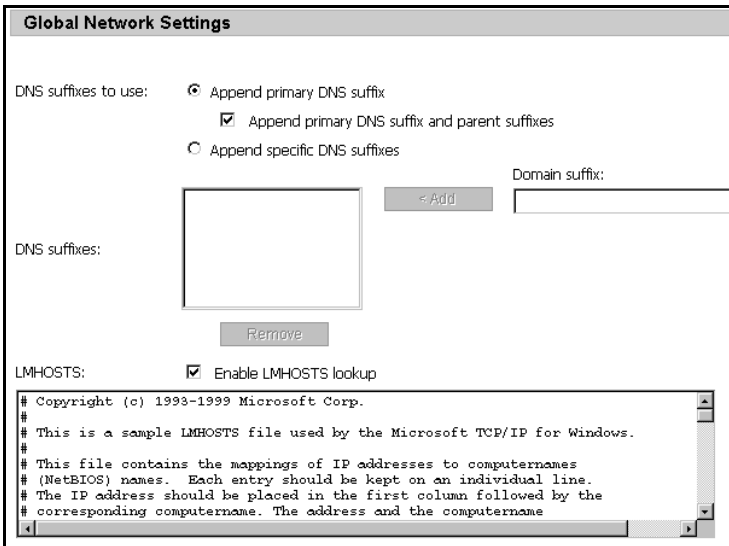 Global Network Settings
DNS suffixes to use:
Append primary DNS suffix
Append primary DNS suffix and parent suffixes
Append specific DNS suffixes
Domain suffix:
< Add
DNS suffixes:
Remove
LMHOSTS:
Enable LMHOSTS lookup
# Copyright (c) 1993-1999 Microsoft Corp.
#
# This is a sample LMHOSTS file used by the Microsoft TCP/IP for Windows.
#
# This file contains the mappings of IP addresses to computernames
# (NetBIOS) names.  Each entry should be kept on an individual line.
# The IP address should be placed in the first column followed by the
# corresponding computername. The address and the computername